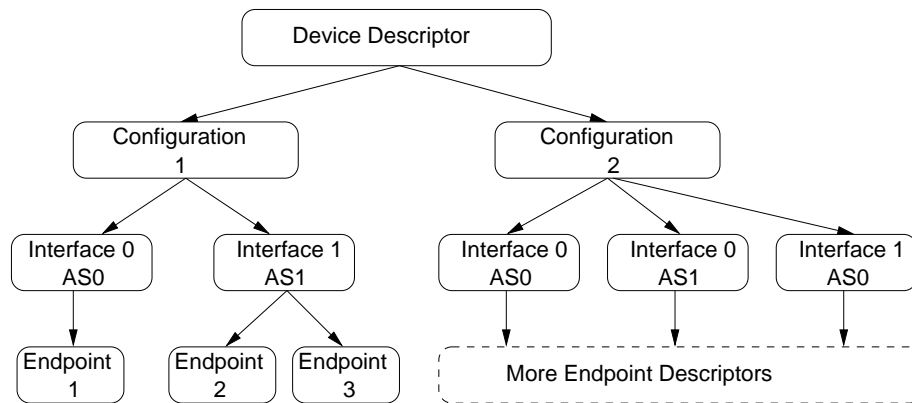 Device Descriptor
Configuration
1
Configuration
2
Interface 0
AS0
Interface 1
AS1
Interface 0
AS0
Interface 0
AS1
Interface 1
AS0
Endpoint
1
Endpoint
2
Endpoint
3
More Endpoint Descriptors